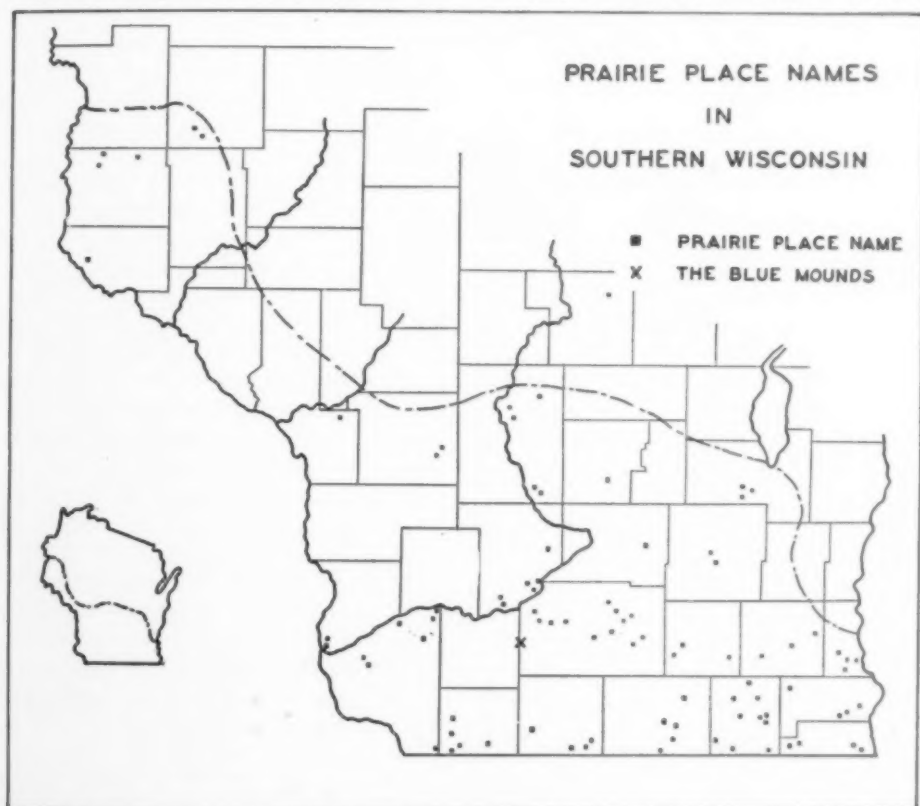 PRAIRIE PLACE NAMES
IN
SOUTHERN WISCONSIN
PRAIRIE PLACE NAME
X THE BLUE MOUNDS